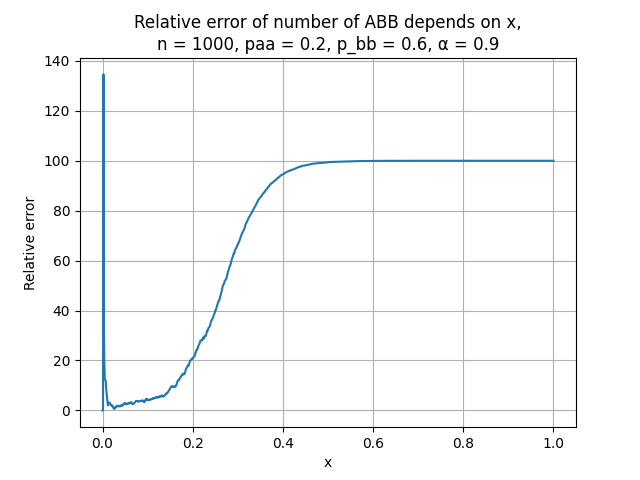 Relative error of number of ABB depends on x,
n = 1000, paa = 0.2, p_bb = 0.6, α = 0.9
140
120
100
80
60
40
20
0
Relative error
0.0 0.2 0.4 0.6 0.8 1.0
x